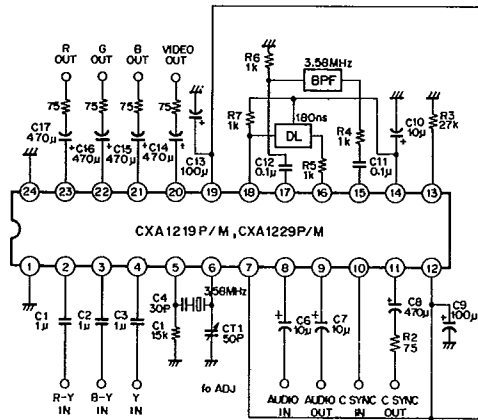 R OUT
G OUT
B OUT
VIDEO OUT
75
75
75
75
C17 470μ
C16 470μ
C15 470μ
C14 470μ
C13 100μ
R6 1k
3.58MHz
BPF
R7 1k
180ns
DL
R4 1k
C10 10μ
R3 27k
C12 0.1μ
R5 1k
C11 0.1μ
24
23
22
21
20
19
18
17
16
15
14
13
CXA1219P/M, CXA1229P/M
1
2
3
4
5
6
7
8
9
10
11
12
C1 1μ
C2 1μ
C3 1μ
C4 30P
3.58MHz
C1 15k
CT1 50P
C6 10μ
C7 10μ
C8 470μ
R2 75
C9 100μ
fo ADJ
R-Y IN
B-Y IN
Y IN
AUDIO IN
AUDIO OUT
C SYNC IN
C SYNC OUT